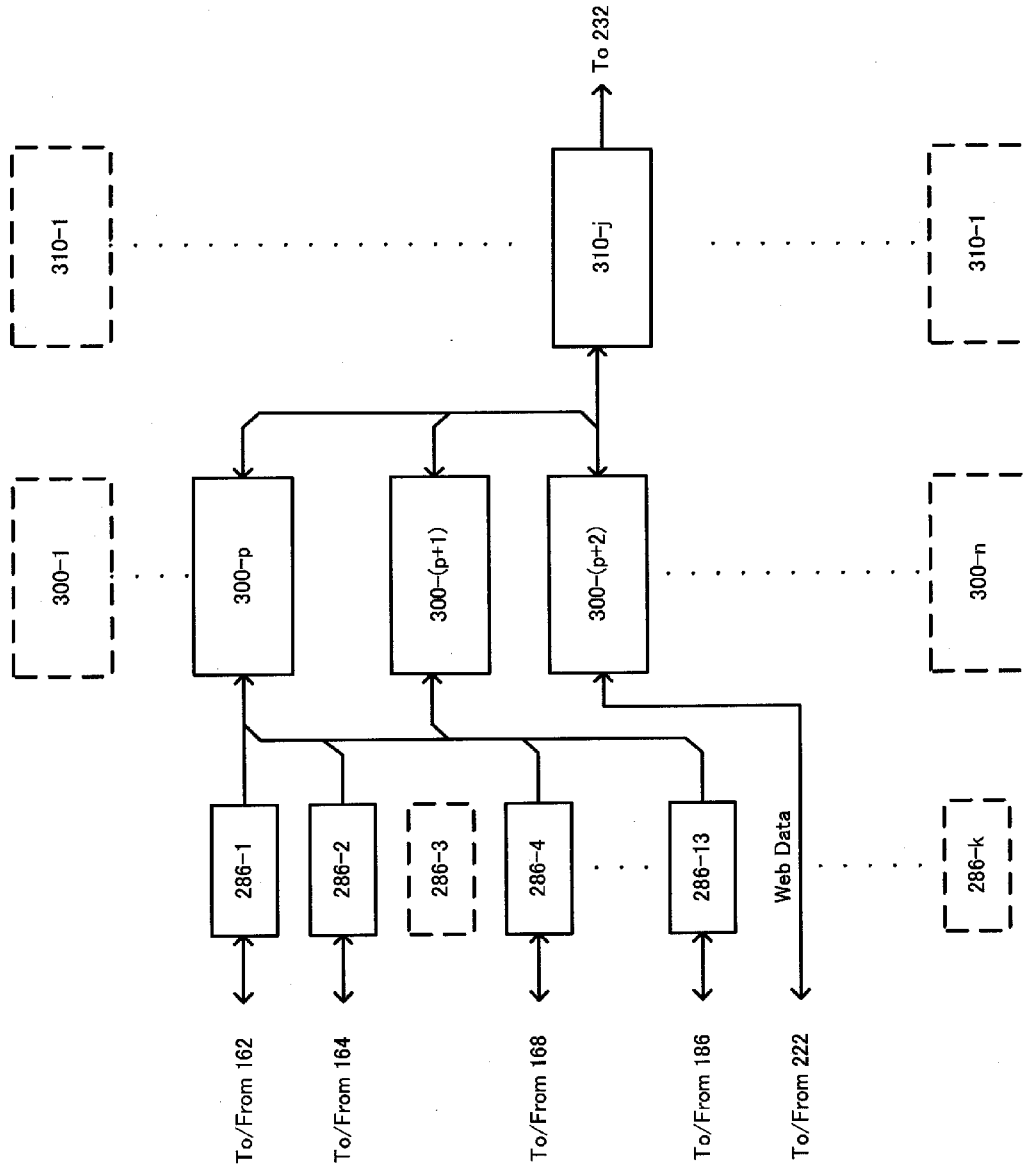 310-1
310-j
To 232
310-1
300-1
300-p
300-(p+1)
300-(p+2)
300-n
286-1
286-2
286-3
286-4
286-13
Web Data
286-k
To/From 162
To/From 164
To/From 168
To/From 186
To/From 222